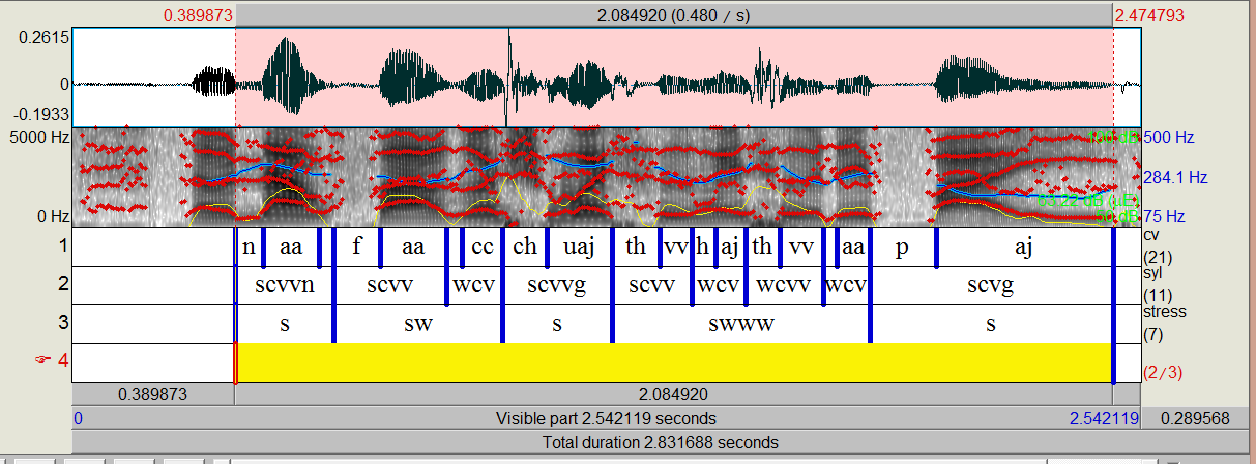 0.389873 2.084920 (0.480 / s) 2.474793
0.2615
0
-0.1933
5000 Hz 500 Hz
284.1 Hz
0 Hz 75 Hz
1 n aa f aa cc ch uaj th vv h aj th vv aa p aj cv (21)
2 scvvn scvv wcv scvvg scvv wcv wcvv wcv scvg syl (11)
3 s sw s swww s stress (7)
4 (2/3)
0.389873 2.084920
0 Visible part 2.542119 seconds 2.542119 0.289568
Total duration 2.831688 seconds